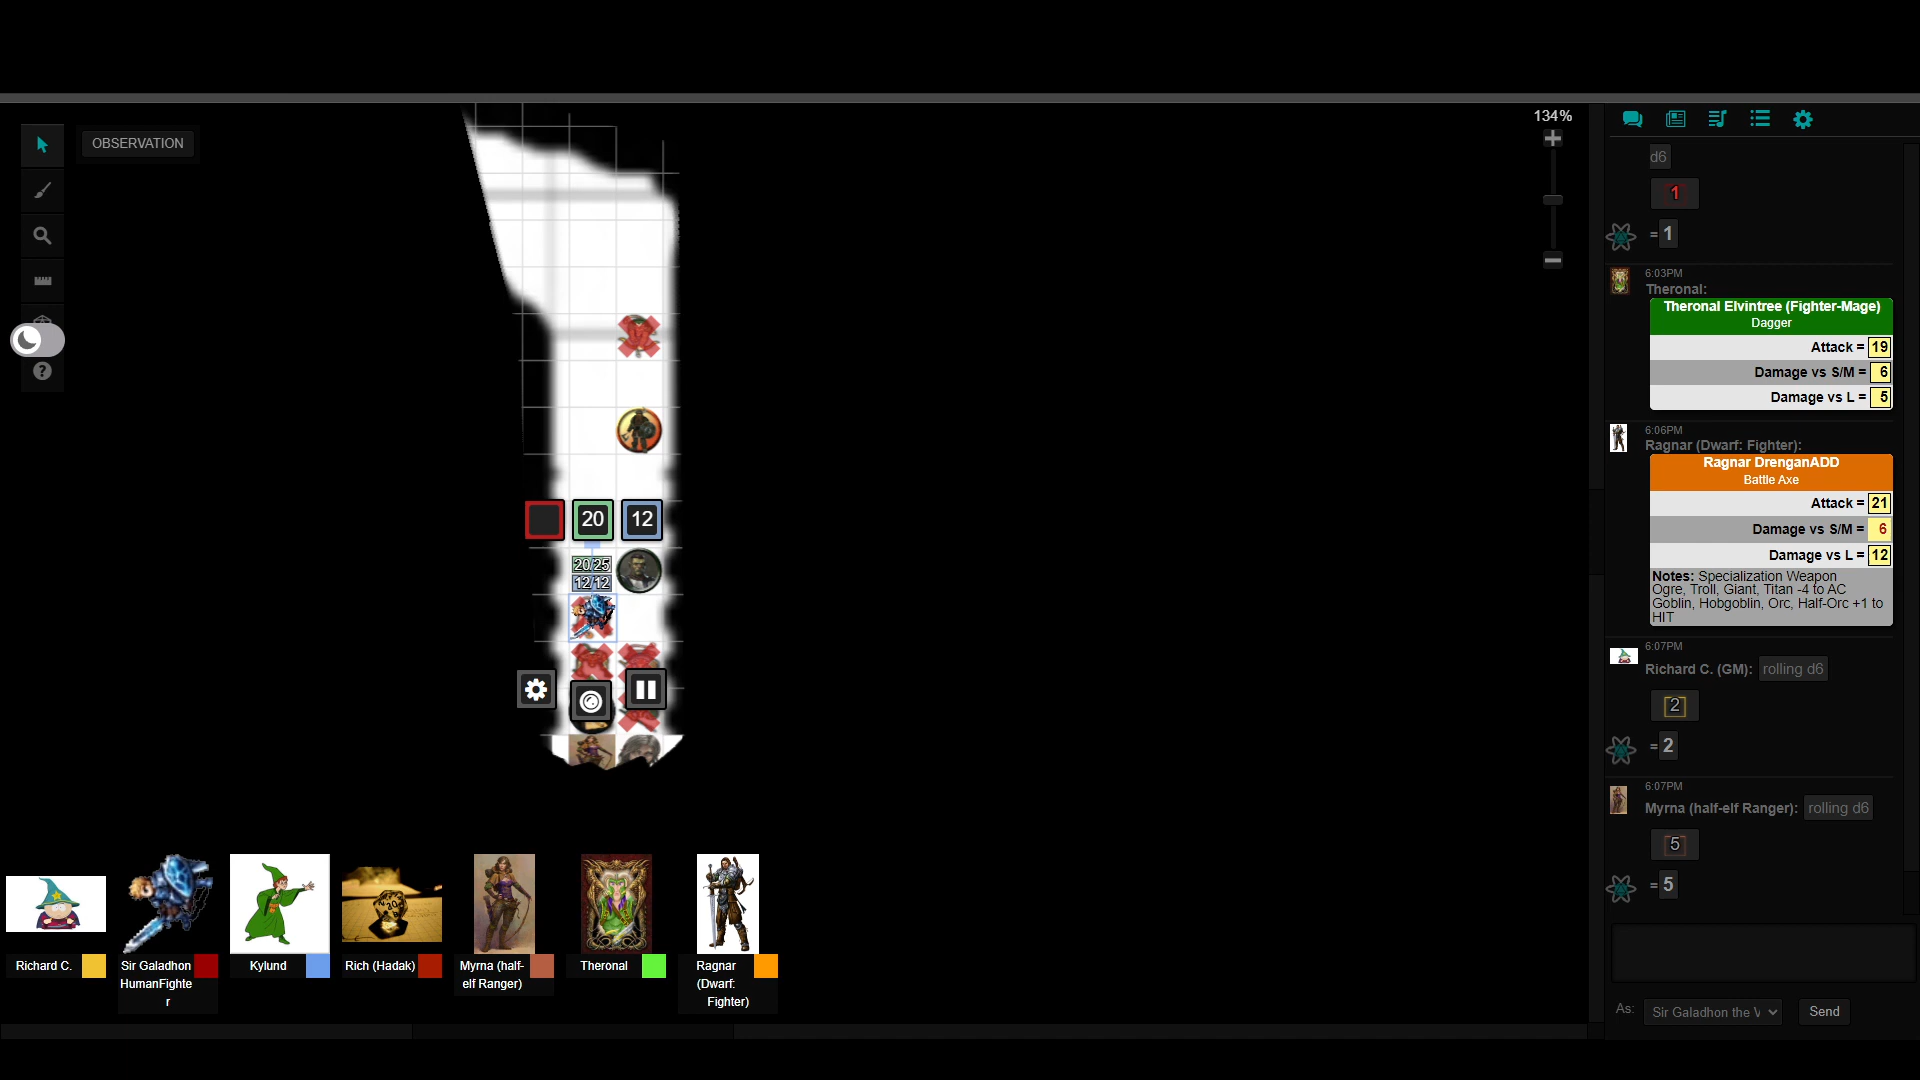 134%
OBSERVATION
d6
1
=1
6:03PM
Theronal:
Theronal Elvintree (Fighter-Mage)
Dagger
Attack = 19
Damage vs S/M = 6
Damage vs L = 5
6:06PM
Ragnar (Dwarf: Fighter):
Ragnar DrenganADD
Battle Axe
Attack = 21
Damage vs S/M = 6
Damage vs L = 12
Notes: Specialization Weapon
Ogre, Troll, Giant, Titan -4 to AC
Goblin, Hobgoblin, Orc, Half-Orc +1 to
HIT
6:07PM
Richard C. (GM): rolling d6
2
=2
6:07PM
Myrna (half-elf Ranger): rolling d6
5
=5
As: Sir Galadhon the V Send
20 12
20/25
12/12
?
Richard C.
Sir Galadhon
HumanFighte
r
Kylund
Rich (Hadak)
Myrna (half-
elf Ranger)
Theronal
Ragnar
(Dwarf:
Fighter)